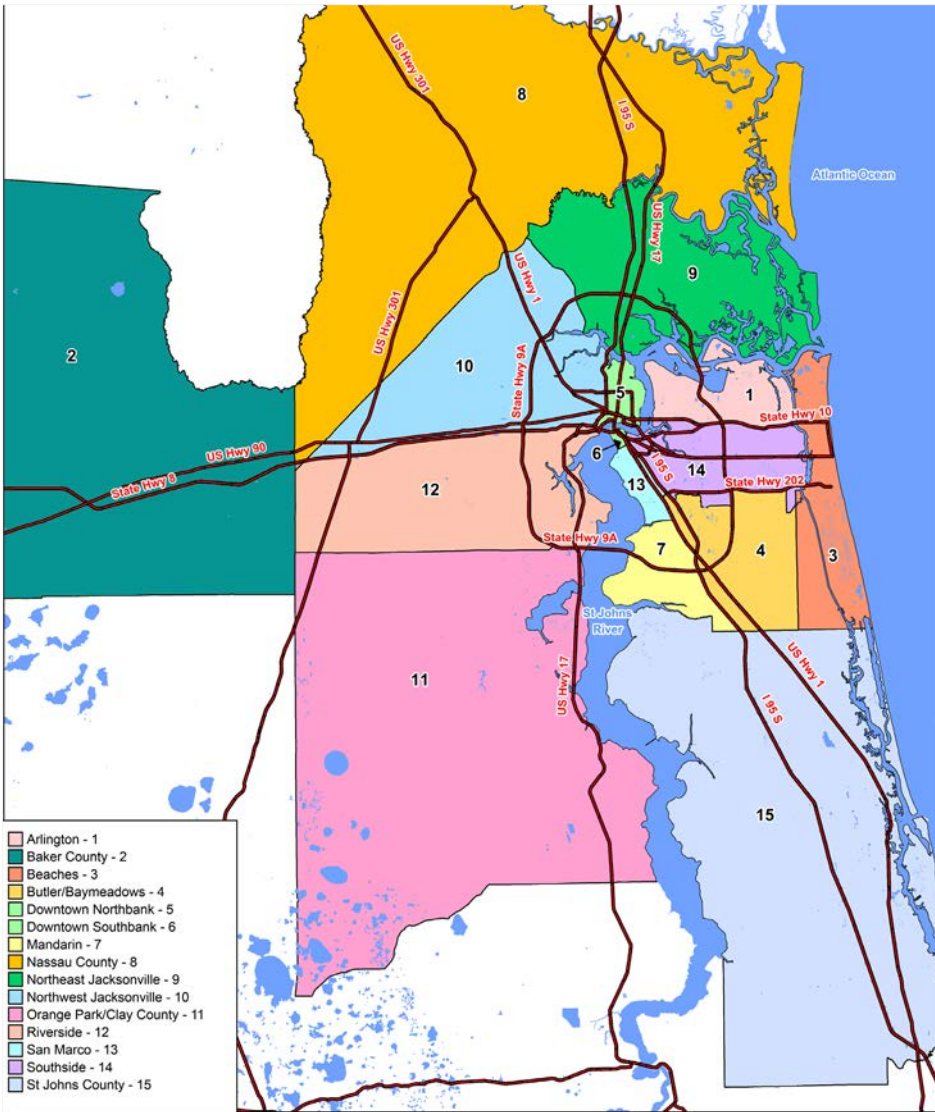 US Hwy 301
8
I 95 S
Atlantic Ocean
US Hwy 17
US Hwy 1
9
US Hwy 301
2
10
State Hwy 9A
5
1
State Hwy 10
US Hwy 90
6
I 95 S
14
State Hwy 8
12
13
State Hwy 202
State Hwy 9A
7
4
3
St Johns
River
US Hwy 1
11
US Hwy 17
I 95 S
15
Arlington - 1
Baker County - 2
Beaches - 3
Butler/Baymeadows - 4
Downtown Northbank - 5
Downtown Southbank - 6
Mandarin - 7
Nassau County - 8
Northeast Jacksonville - 9
Northwest Jacksonville - 10
Orange Park/Clay County - 11
Riverside - 12
San Marco - 13
Southside - 14
St Johns County - 15